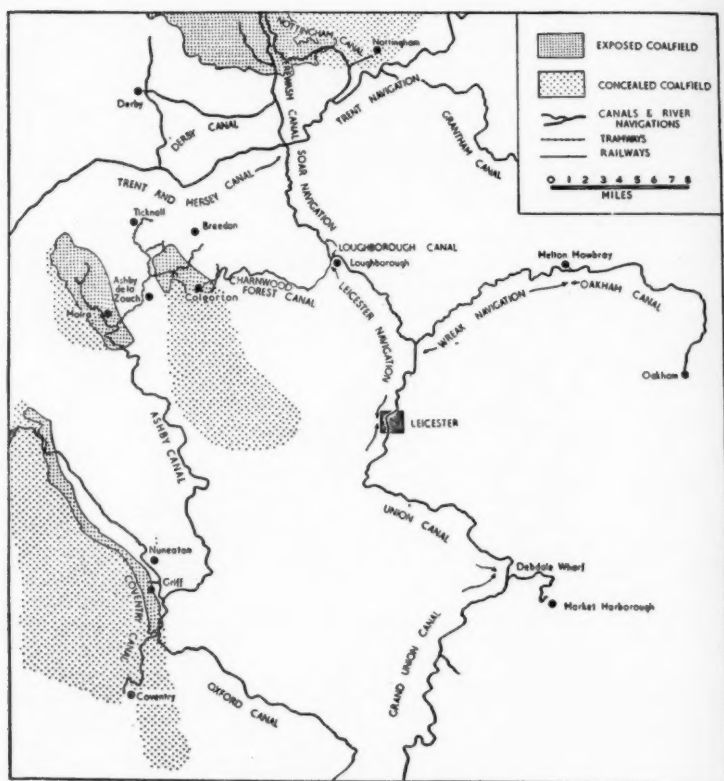 NOTTINGHAM CANAL
Nottingham
EREWASH CANAL
Derby
DERBY CANAL
TRENT NAVIGATION
GRANTHAM CANAL
EXPOSED COALFIELD
CONCEALED COALFIELD
CANALS & RIVER
NAVIGATIONS
TRAMWAYS
RAILWAYS
0 1 2 3 4 5 6 7 8
MILES
TRENT AND MERSEY CANAL
SOAR NAVIGATION
Ticknall
Breedon
LOUGHBOROUGH CANAL
Loughborough
Melton Mowbray
Ashby
de la
Zouch
Colgorton
CHARNWOOD
FOREST CANAL
Moira
LEICESTER NAVIGATION
WREAK NAVIGATION
OAKHAM CANAL
Oakham
LEICESTER
ASHBY CANAL
UNION CANAL
Nuneaton
Griff
COVENTRY CANAL
Debdale Wharf
Market Harborough
GRAND UNION CANAL
Coventry
OXFORD CANAL